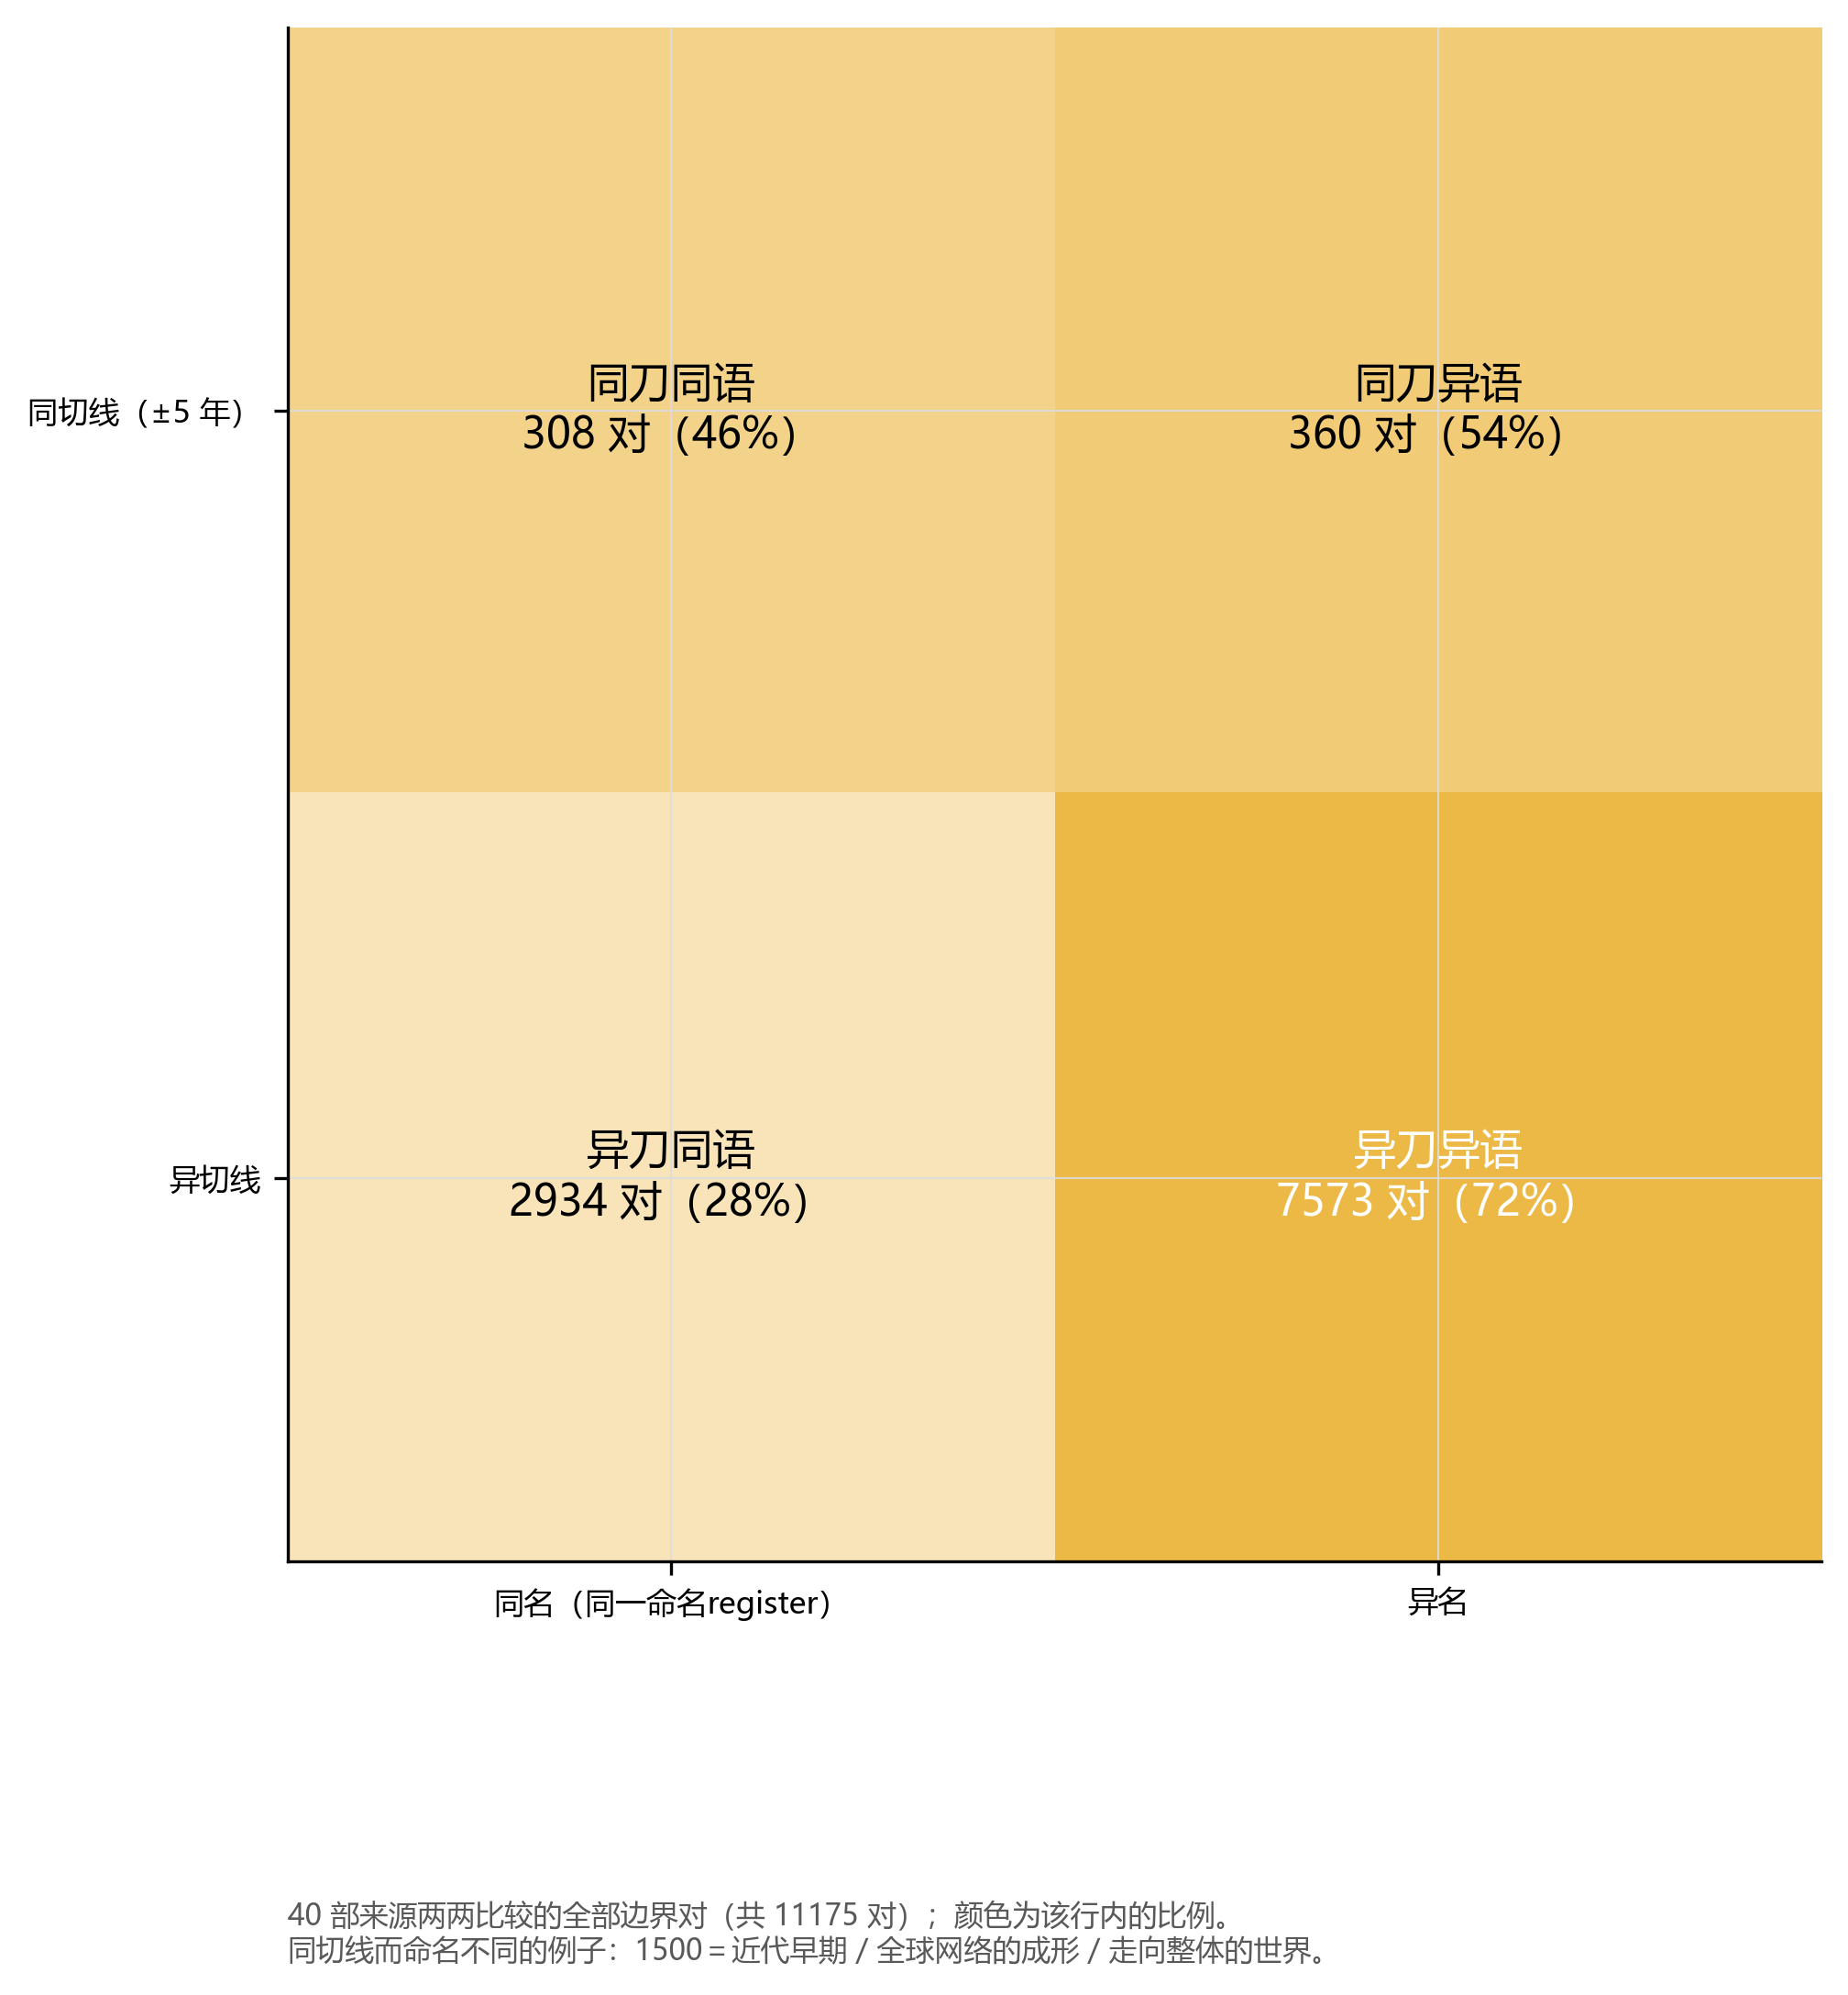 同刀同语
308 对（46%）
同刀异语
360 对（54%）
同切线（±5 年）
异刀同语
2934 对（28%）
异刀异语
7573 对（72%）
异切线
同名（同一命名register）
异名
40 部来源两两比较的全部边界对（共 11175 对）；颜色为该行内的比例。
同切线而命名不同的例子：1500＝近代早期 / 全球网络的成形 / 走向整体的世界。